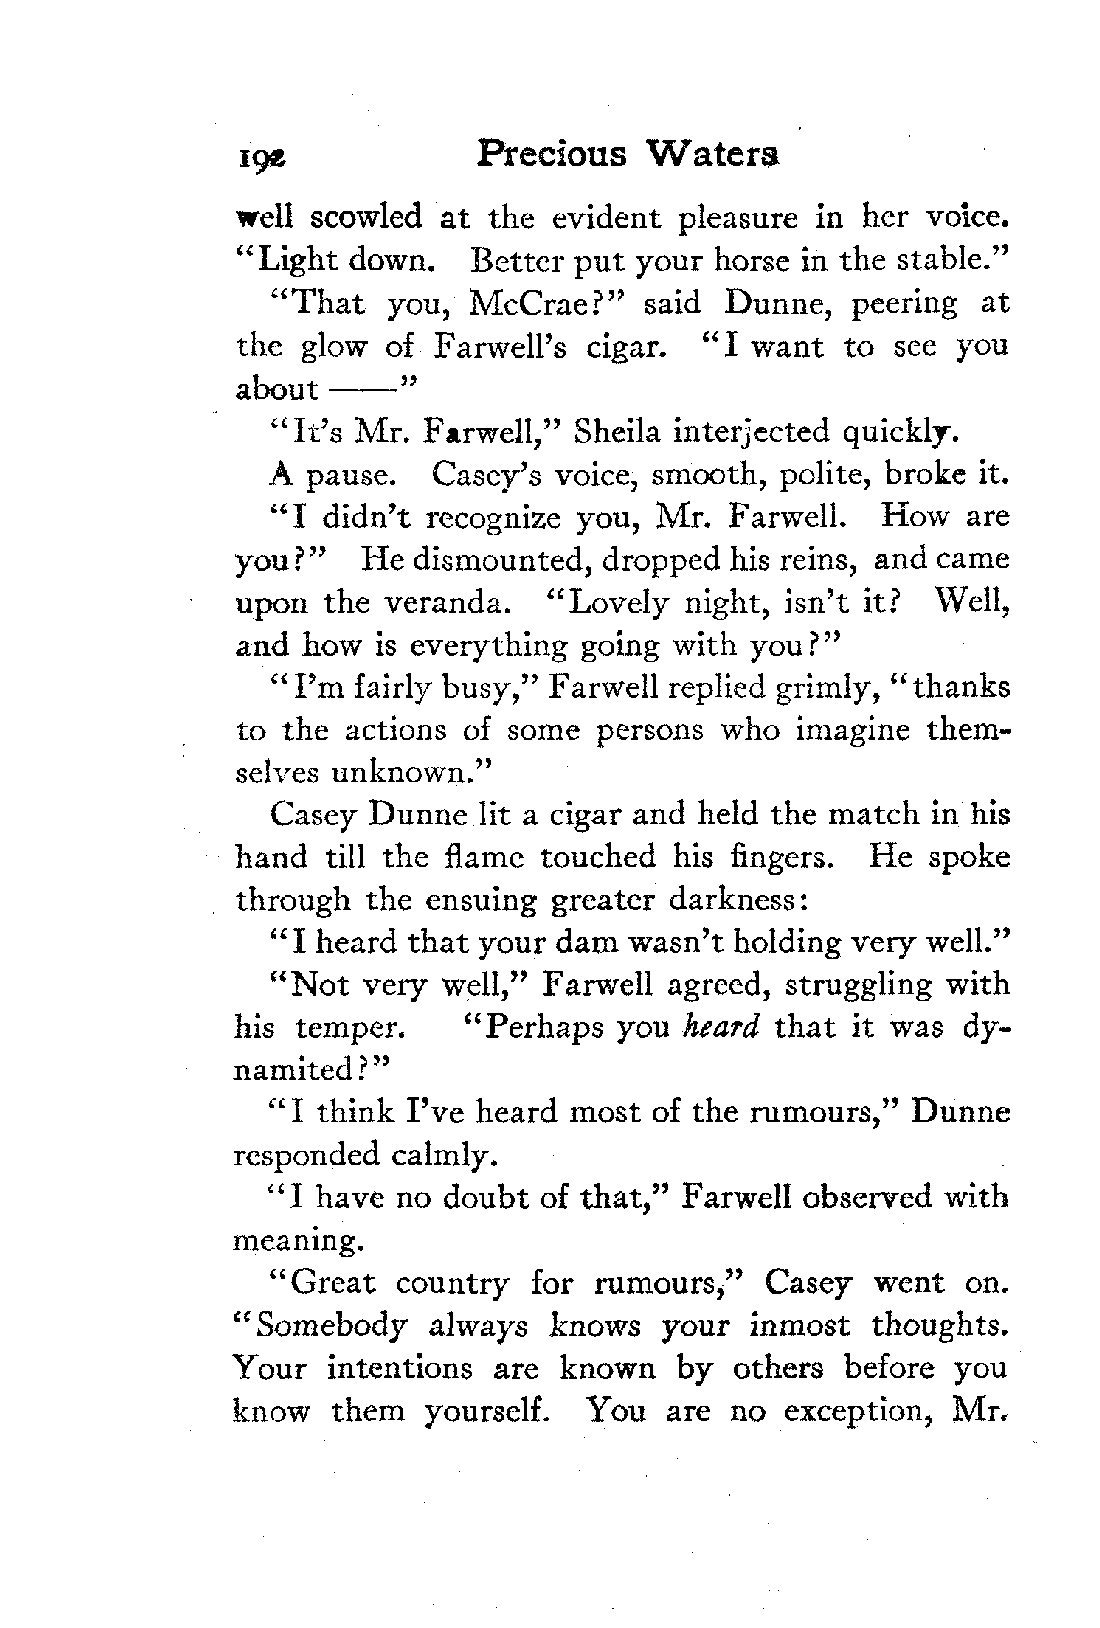 192 Precious Waters
well scowled at the evident pleasure in her voice.
“Light down. Better put your horse in the stable.”
“That you, McCrae?” said Dunne, peering at
the glow of Farwell’s cigar. “I want to see you
about ——”
“It’s Mr. Farwell,” Sheila interjected quickly.
A pause. Casey’s voice, smooth, polite, broke it.
“I didn’t recognize you, Mr. Farwell. How are
you?” He dismounted, dropped his reins, and came
upon the veranda. “Lovely night, isn’t it? Well,
and how is everything going with you?”
“I’m fairly busy,” Farwell replied grimly, “thanks
to the actions of some persons who imagine them-
selves unknown.”
Casey Dunne lit a cigar and held the match in his
hand till the flame touched his fingers. He spoke
through the ensuing greater darkness:
“I heard that your dam wasn’t holding very well.”
“Not very well,” Farwell agreed, struggling with
his temper. “Perhaps you heard that it was dy-
namited?”
“I think I’ve heard most of the rumours,” Dunne
responded calmly.
“I have no doubt of that,” Farwell observed with
meaning.
“Great country for rumours,” Casey went on.
“Somebody always knows your inmost thoughts.
Your intentions are known by others before you
know them yourself. You are no exception, Mr.